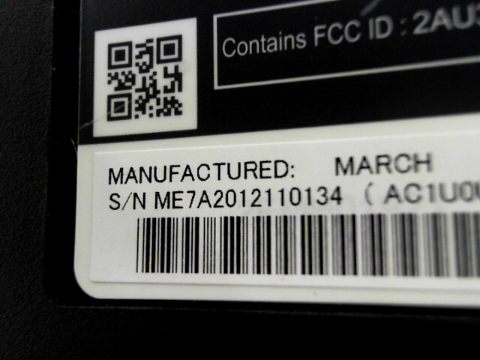 Contains FCC ID : 2AU
MANUFACTURED: MARCH
S/N ME7A2012110134 ( AC1U0